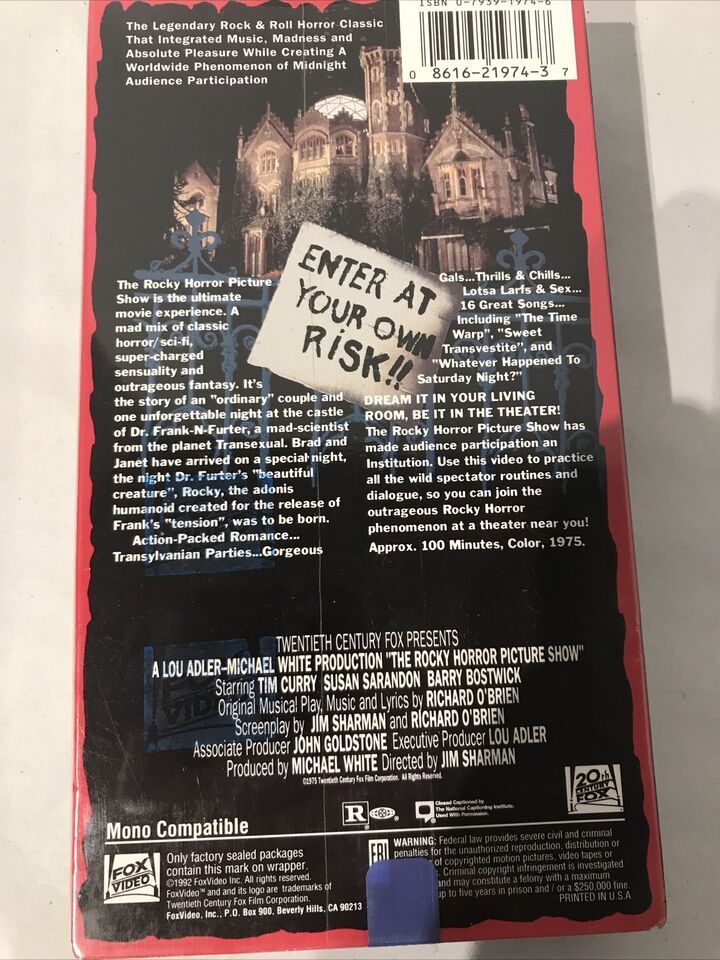 The Legendary Rock & Roll Horror Classic
That Integrated Music, Madness and
Absolute Pleasure While Creating A
Worldwide Phenomenon of Midnight
Audience Participation
ISBN 0-7939-1974-6
0 8616-21974-3 7
ENTER AT
YOUR OWN
RISK!!
The Rocky Horror Picture
Show is the ultimate
movie experience. A
mad mix of classic
horror/sci-fi,
super-charged
sensuality and
outrageous fantasy. It's
the story of an "ordinary" couple and
one unforgettable night at the castle
of Dr. Frank-N-Furter, a mad-scientist
from the planet Transexual. Brad and
Janet have arrived on a special night,
the night Dr. Furter's "beautiful
creature", Rocky, the adonis
humanoid created for the release of
Frank's "tension", was to be born.
Action-Packed Romance...
Transylvanian Parties...Gorgeous
Gals...Thrills & Chills...
Lotsa Larfs & Sex...
16 Great Songs...
Including "The Time
Warp", "Sweet
Transvestite", and
"Whatever Happened To
Saturday Night?"
DREAM IT IN YOUR LIVING
ROOM, BE IT IN THE THEATER!
The Rocky Horror Picture Show has
made audience participation an
Institution. Use this video to practice
all the wild spectator routines and
dialogue, so you can join the
outrageous Rocky Horror
phenomenon at a theater near you!
Approx. 100 Minutes, Color, 1975.
TWENTIETH CENTURY FOX PRESENTS
A LOU ADLER-MICHAEL WHITE PRODUCTION "THE ROCKY HORROR PICTURE SHOW"
Starring TIM CURRY SUSAN SARANDON BARRY BOSTWICK
Original Musical Play, Music and Lyrics by RICHARD O'BRIEN
Screenplay by JIM SHARMAN and RICHARD O'BRIEN
Associate Producer JOHN GOLDSTONE Executive Producer LOU ADLER
Produced by MICHAEL WHITE Directed by JIM SHARMAN
©1975 Twentieth Century Fox Film Corporation. All Rights Reserved.
R
Closed Captioned by
The National Captioning Institute.
Used With Permission.
20th
CENTURY
FOX
Mono Compatible
FOX
VIDEO
Only factory sealed packages
contain this mark on wrapper.
©1992 FoxVideo Inc. All rights reserved.
FoxVideo™ and and its logo are trademarks of
Twentieth Century Fox Film Corporation.
FoxVideo, Inc., P.O. Box 900, Beverly Hills, CA 90213
FBI
WARNING: Federal law provides severe civil and criminal
penalties for the unauthorized reproduction, distribution or
of copyrighted motion pictures, video tapes or
. Criminal copyright infringement is investigated
and may constitute a felony with a maximum
up to five years in prison and / or a $250,000 fine.
PRINTED IN U.S.A.
FOX
VIDEO